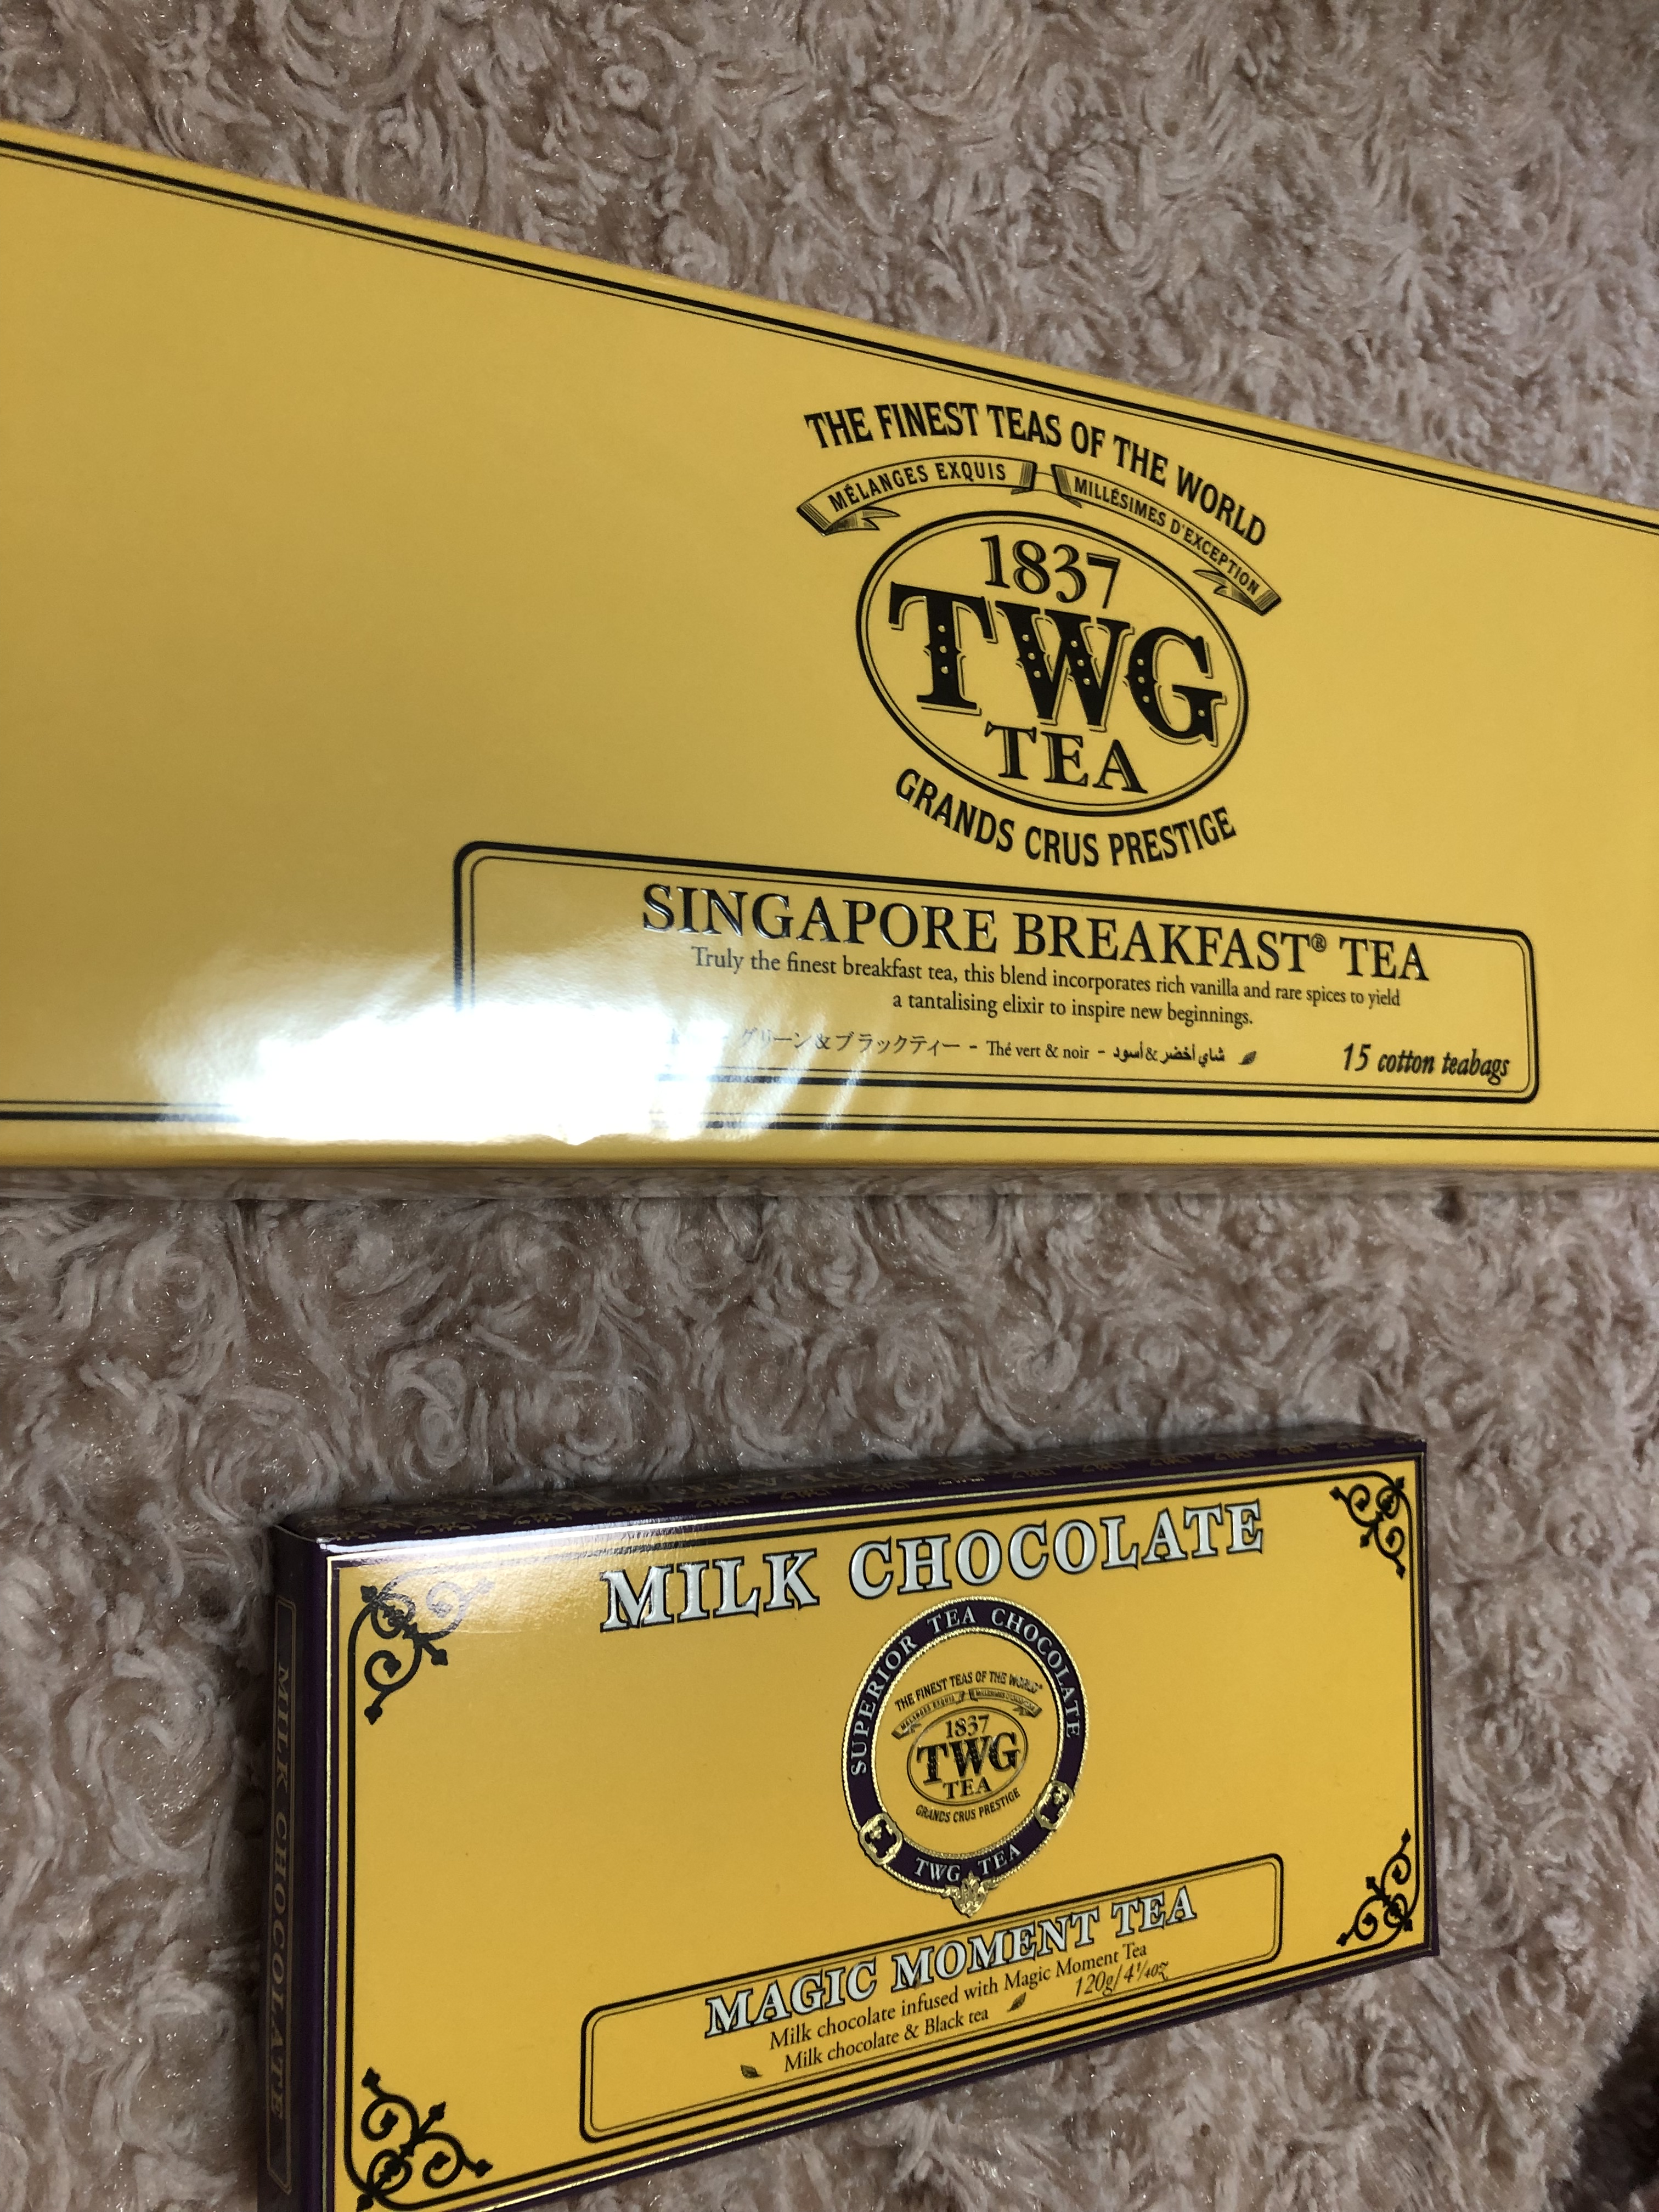 THE FINEST TEAS OF THE WORLD
MÉLANGES EXQUIS MILLÉSIMES D'EXCEPTION
1837
TWG
TEA
GRANDS CRUS PRESTIGE
SINGAPORE BREAKFAST® TEA
Truly the finest breakfast tea, this blend incorporates rich vanilla and rare spices to yield
a tantalising elixir to inspire new beginnings.
グリーン&ブラックティー - Thé vert & noir - شاي أخضر & أسود
15 cotton teabags
MILK CHOCOLATE
SUPERIOR TEA CHOCOLATE
THE FINEST TEAS OF THE WORLD
MÉLANGES EXQUIS
1837
TWG
TEA
GRANDS CRUS PRESTIGE
TWG TEA
MAGIC MOMENT TEA
Milk chocolate infused with Magic Moment Tea
Milk chocolate & Black tea
120g/4¼oz
MILK CHOCOLATE